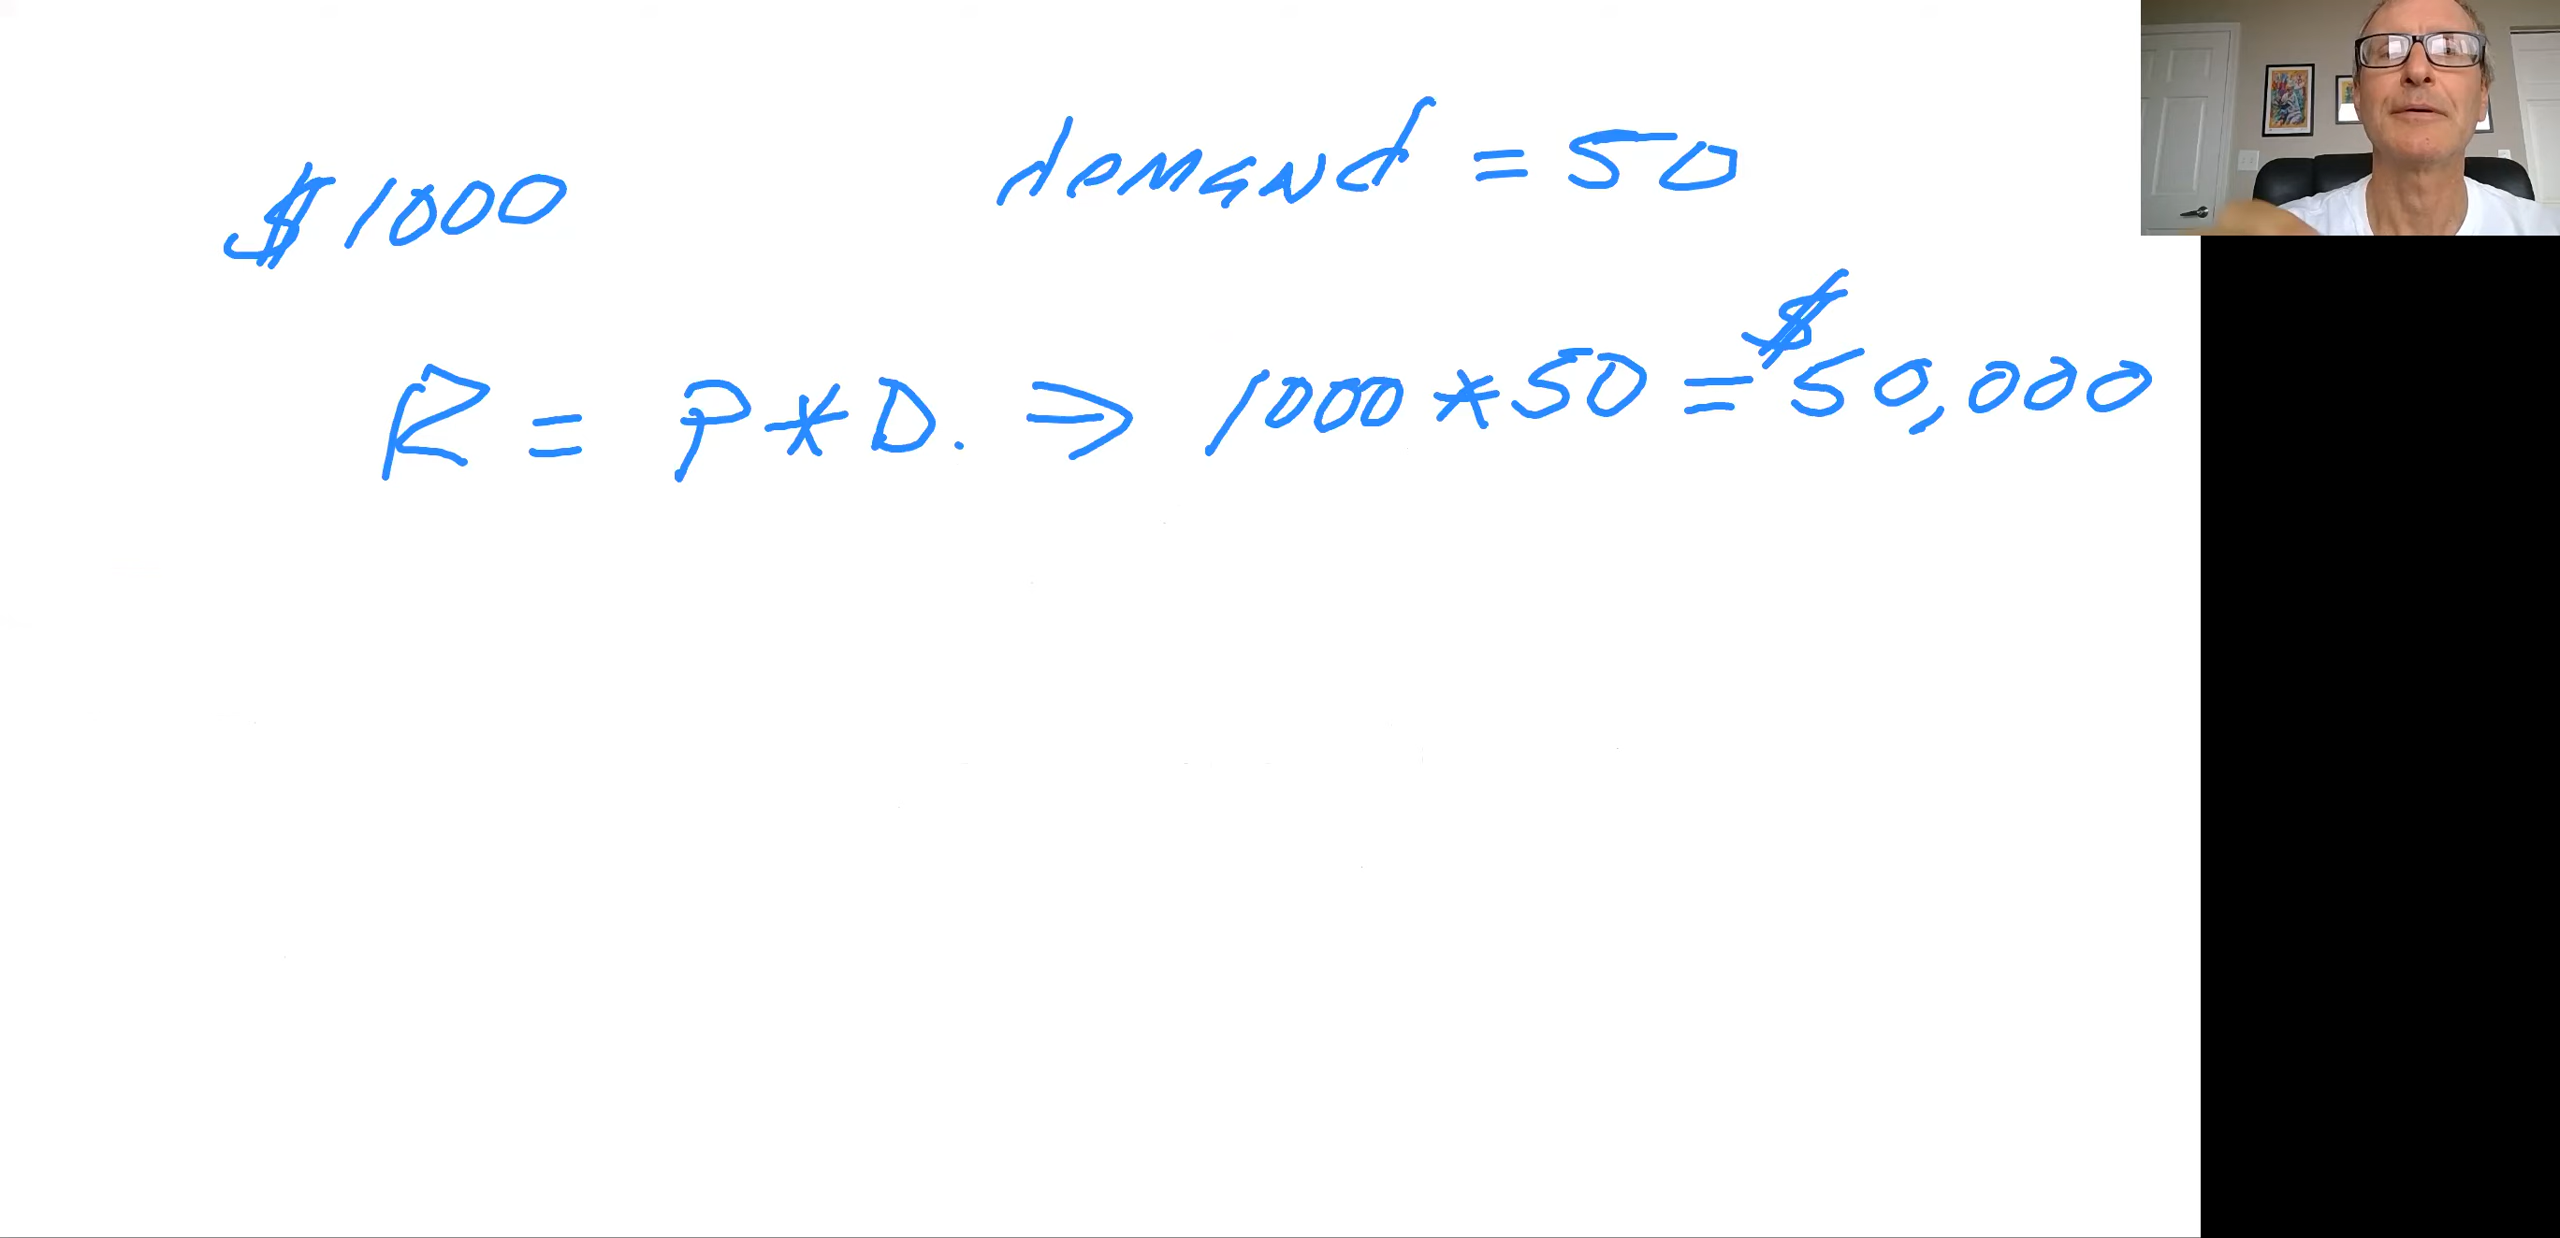 $1000
demand = 50
R = P * D. ⇒ 1000 * 50 = $50,000